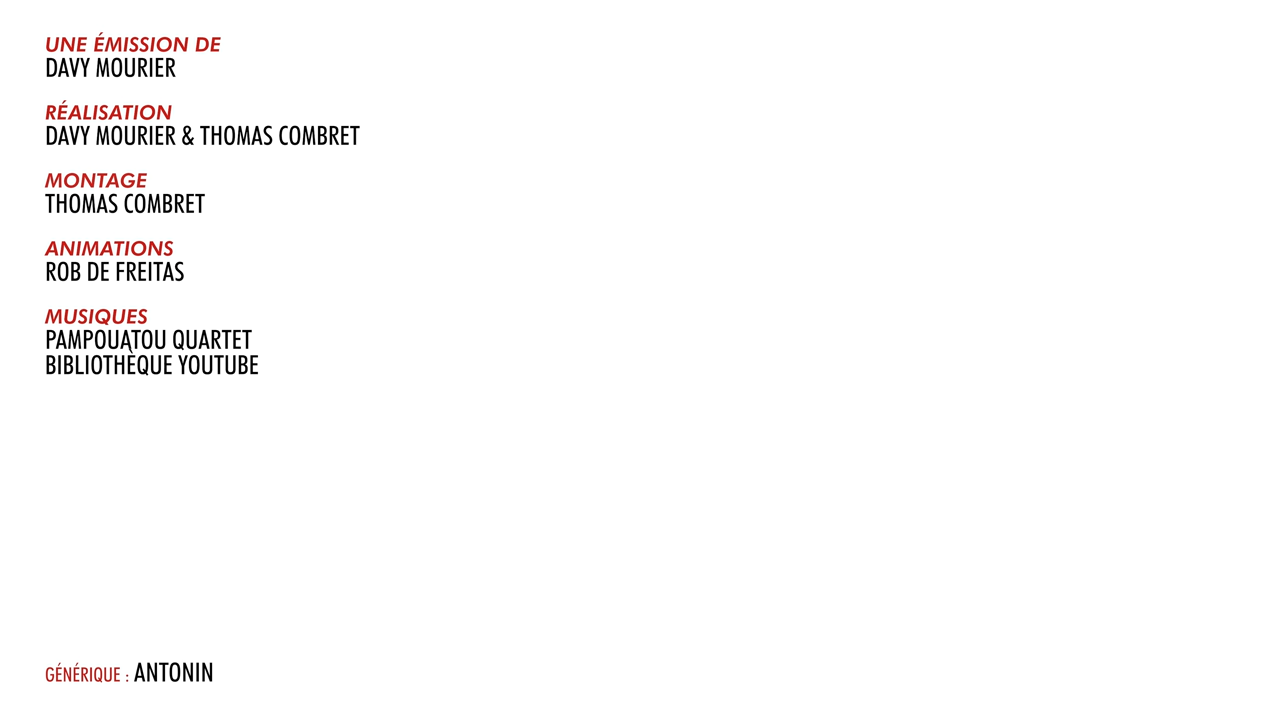 UNE ÉMISSION DE
DAVY MOURIER
RÉALISATION
DAVY MOURIER & THOMAS COMBRET
MONTAGE
THOMAS COMBRET
ANIMATIONS
ROB DE FREITAS
MUSIQUES
PAMPOUATOU QUARTET
BIBLIOTHÈQUE YOUTUBE
GÉNÉRIQUE : ANTONIN